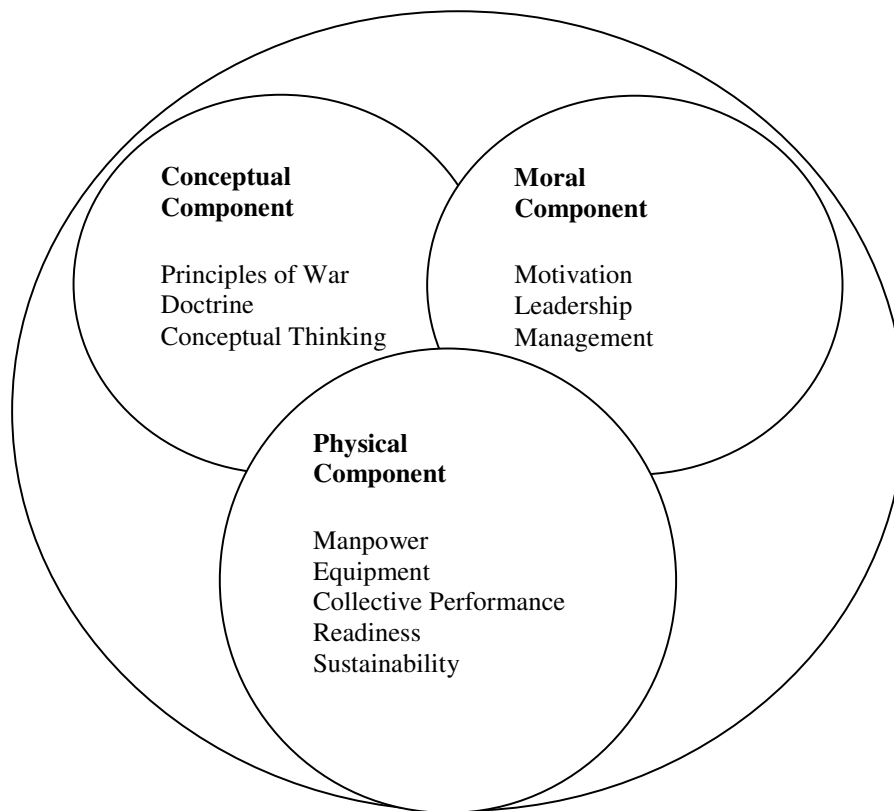 Conceptual
Component
Principles of War
Doctrine
Conceptual Thinking
Moral
Component
Motivation
Leadership
Management
Physical
Component
Manpower
Equipment
Collective Performance
Readiness
Sustainability